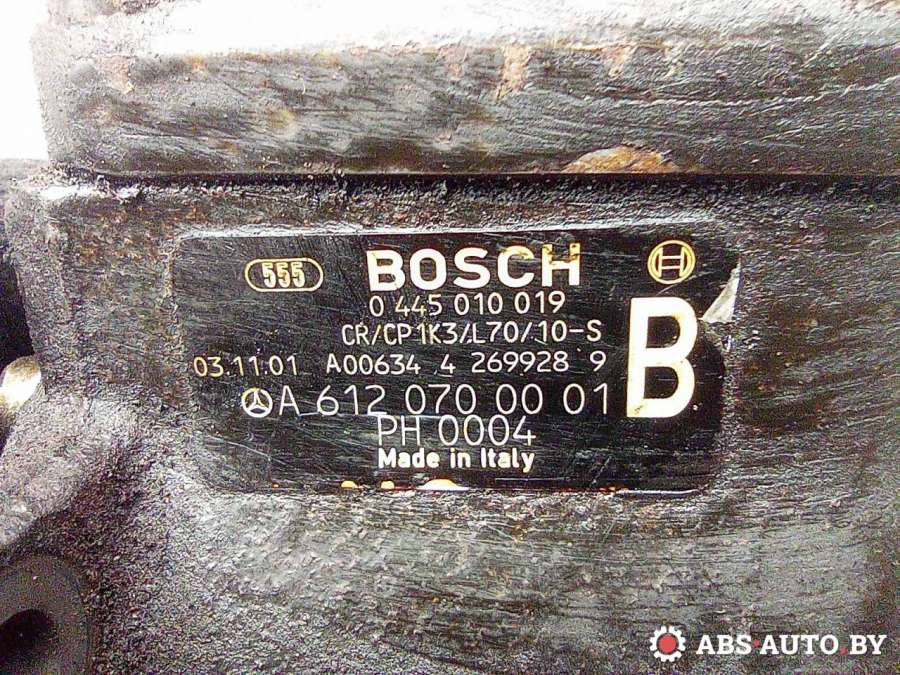 555 BOSCH
0 445 010 019
CR/CP1K3/L70/10-S
B
03.11.01 A00634 4 269928 9
A 612 070 00 01
PH 0004
Made in Italy
ABS-AUTO.BY